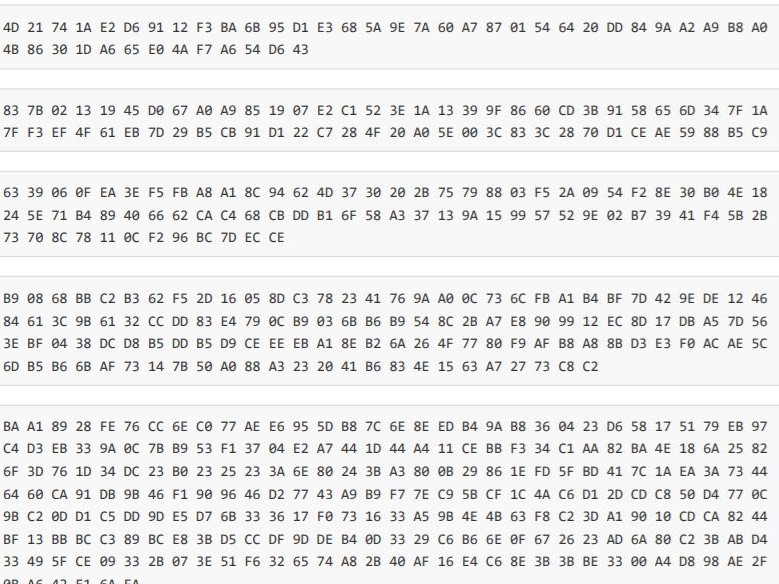 4D 21 74 1A E2 D6 91 12 F3 BA 6B 95 D1 E3 68 5A 9E 7A 60 A7 87 01 54 64 20 DD 84 9A A2 A9 B8 A0
4B 86 30 1D A6 65 E0 4A F7 A6 54 D6 43
83 7B 02 13 19 45 D0 67 A0 A9 85 19 07 E2 C1 52 3E 1A 13 39 9F 86 60 CD 3B 91 58 65 6D 34 7F 1A
7F F3 EF 4F 61 EB 7D 29 B5 CB 91 D1 22 C7 28 4F 20 A0 5E 00 3C 83 3C 28 70 D1 CE AE 59 88 B5 C9
63 39 06 0F EA 3E F5 FB A8 A1 8C 94 62 4D 37 30 20 2B 75 79 88 03 F5 2A 09 54 F2 8E 30 B0 4E 18
24 5E 71 B4 89 40 66 62 CA C4 68 CB DD B1 6F 58 A3 37 13 9A 15 99 57 52 9E 02 B7 39 41 F4 5B 2B
73 70 8C 78 11 0C F2 96 BC 7D EC CE
B9 08 68 BB C2 B3 62 F5 2D 16 05 8D C3 78 23 41 76 9A A0 0C 73 6C FB A1 B4 BF 7D 42 9E DE 12 46
84 61 3C 9B 61 32 CC DD 83 E4 79 0C B9 03 6B B6 B9 54 8C 2B A7 E8 90 99 12 EC 8D 17 DB A5 7D 56
3E BF 04 38 DC D8 B5 DD B5 D9 CE EE EB A1 8E B2 6A 26 4F 77 80 F9 AF B8 A8 8B D3 E3 F0 AC AE 5C
6D B5 B6 6B AF 73 14 7B 50 A0 88 A3 23 20 41 B6 83 4E 15 63 A7 27 73 C8 C2
BA A1 89 28 FE 76 CC 6E C0 77 AE E6 95 5D B8 7C 6E 8E ED B4 9A B8 36 04 23 D6 58 17 51 79 EB 97
C4 D3 EB 33 9A 0C 7B B9 53 F1 37 04 E2 A7 44 1D 44 A4 11 CE BB F3 34 C1 AA 82 BA 4E 18 6A 25 82
6F 3D 76 1D 34 DC 23 B0 23 25 23 3A 6E 80 24 3B A3 80 0B 29 86 1E FD 5F BD 41 7C 1A EA 3A 73 44
64 60 CA 91 DB 9B 46 F1 90 96 46 D2 77 43 A9 B9 F7 7E C9 5B CF 1C 4A C6 D1 2D CD C8 50 D4 77 0C
9B C2 0D D1 C5 DD 9D E5 D7 6B 33 36 17 F0 73 16 33 A5 9B 4E 4B 63 F8 C2 3D A1 90 10 CD CA 82 44
BF 13 BB BC C3 89 BC E8 3B D5 CC DF 9D DE B4 0D 33 29 C6 B6 6E 0F 67 26 23 AD 6A 80 C2 3B AB D4
33 49 5F CE 09 33 2B 07 3E 51 F6 32 65 74 A8 2B 40 AF 16 E4 C6 8E 3B 3B BE 33 00 A4 D8 98 AE 2F